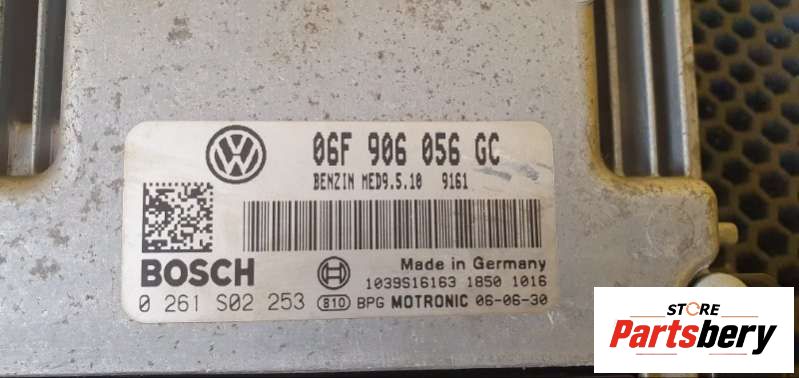 06F 906 056 GC
BENZIN MED9.5.10 9161
BOSCH
Made in Germany
1039S16163 1850 1016
0 261 S02 253 810 BPG MOTRONIC 06-06-30
STORE
Partsbery